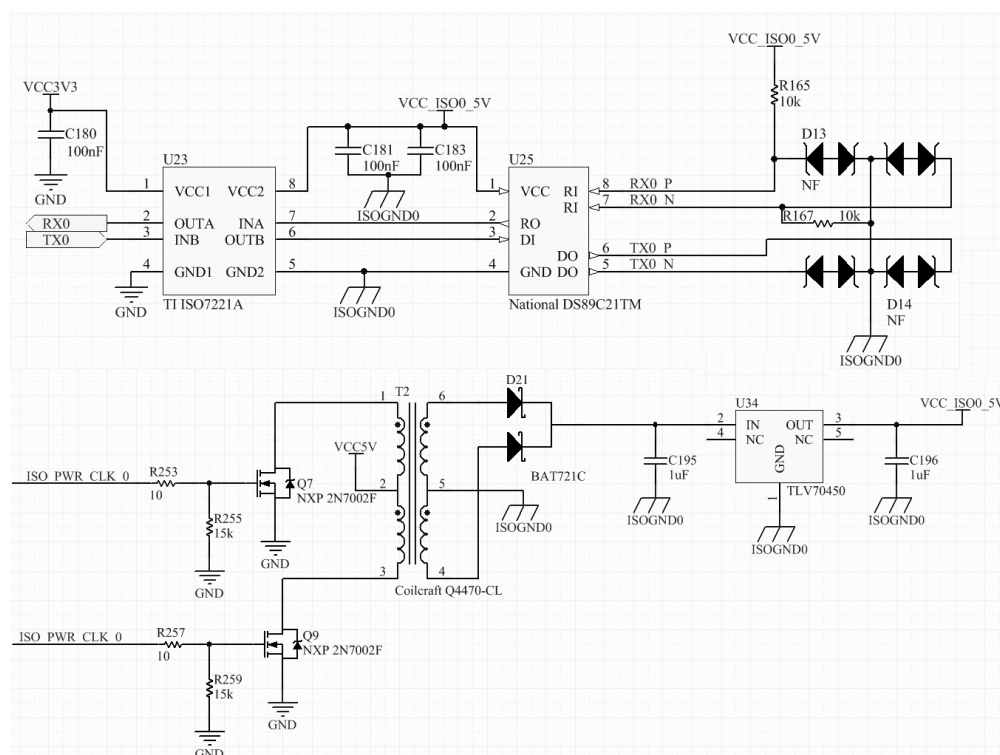 VCC_ISO0_5V
R165
10k
VCC3V3
VCC_ISO0_5V
C180
100nF
C181
100nF
C183
100nF
D13
NF
U23
U25
GND
1 VCC1 VCC2 8
1 VCC RI 8 RX0_P
ISOGND0
RI 7 RX0_N
RX0 2 OUTA INA 7
2 RO
R167 10k
TX0 3 INB OUTB 6
3 DI
DO 6 TX0_P
4 GND1 GND2 5
4 GND DO 5 TX0_N
GND
TI ISO7221A
ISOGND0
National DS89C21TM
D14
NF
ISOGND0
D21
T2
1 6
U34
VCC_ISO0_5V
2 IN OUT 3
4 NC NC 5
GND
1
VCC5V
BAT721C
C195
1uF
C196
1uF
TLV70450
ISO_PWR_CLK_0
R253
10
Q7
NXP 2N7002F
2 5
ISOGND0
ISOGND0
ISOGND0
ISOGND0
R255
15k
GND
GND
3 4
Coilcraft Q4470-CL
ISO_PWR_CLK_0
R257
10
Q9
NXP 2N7002F
R259
15k
GND
GND